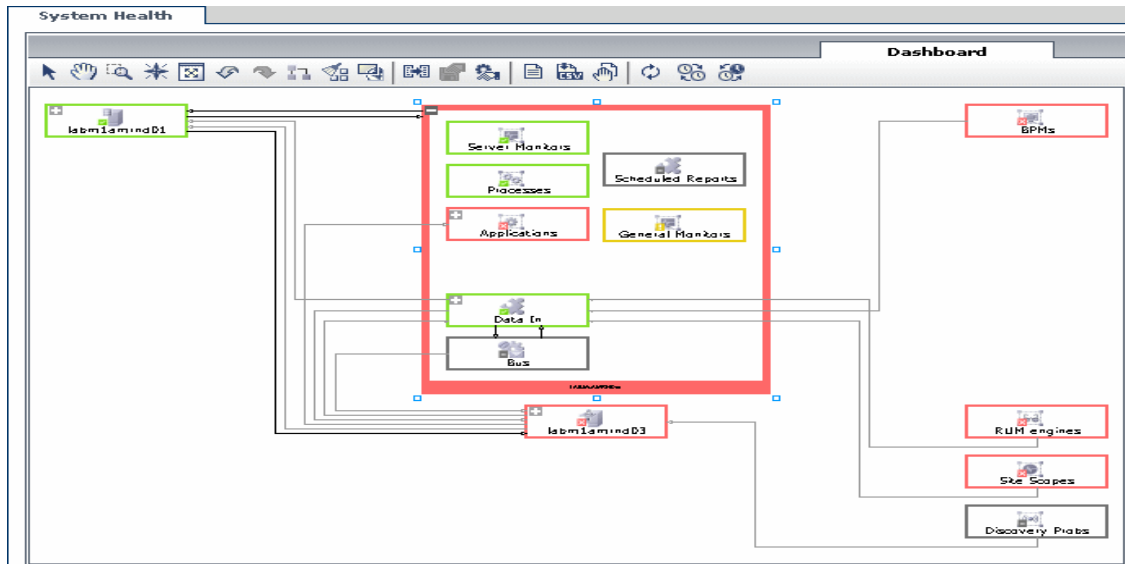 System Health
Dashboard
labm1amind01
BPMs
Server Monitors
Scheduled Reports
Processes
Applications
General Monitors
Data In
Bus
labm1amind03
RUM engines
Site Scopes
Discovery Probs